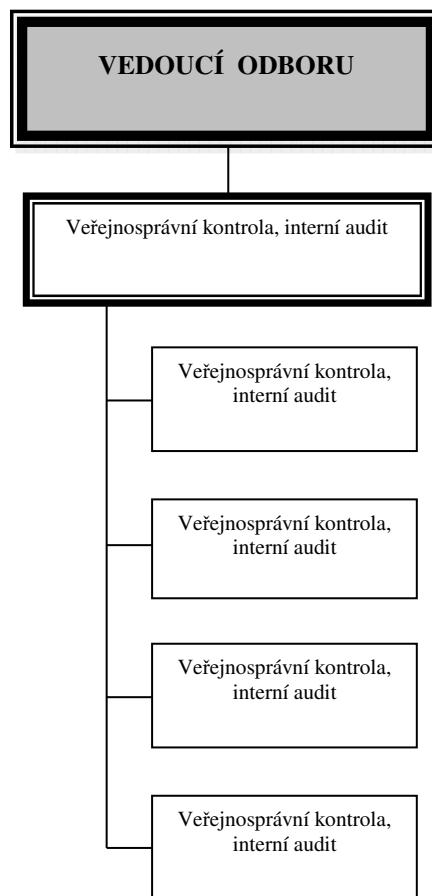 VEDOUCÍ ODBORU
Veřejnosprávní kontrola, interní audit
Veřejnosprávní kontrola,
interní audit
Veřejnosprávní kontrola,
interní audit
Veřejnosprávní kontrola,
interní audit
Veřejnosprávní kontrola,
interní audit